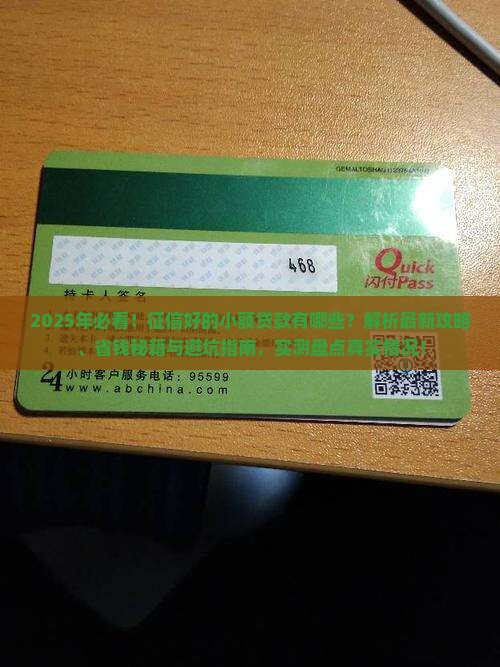 468
Quick
闪付Pass
持卡人签名
2025年必看！征信好的小额贷款有哪些？解析最新攻略
、省钱秘籍与避坑指南，实测盘点真实情况！
24小时客户服务电话：95599
www.abchina.com